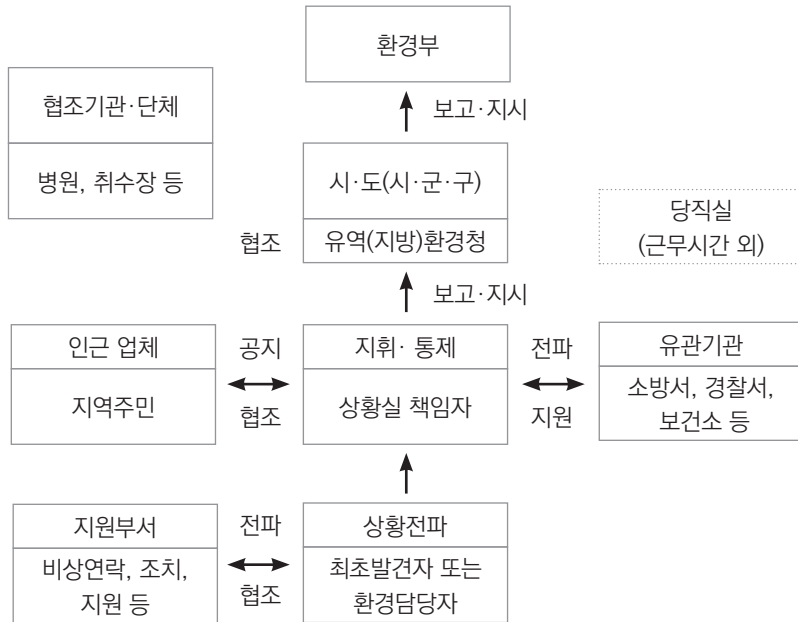 환경부
협조기관·단체
보고·지시
병원, 취수장 등
시·도(시·군·구)
당직실
(근무시간 외)
협조
유역(지방)환경청
보고·지시
인근 업체
공지
지휘· 통제
전파
유관기관
지역주민
협조
상황실 책임자
지원
소방서, 경찰서,
보건소 등
지원부서
전파
상황전파
비상연락, 조치,
지원 등
협조
최초발견자 또는
환경담당자